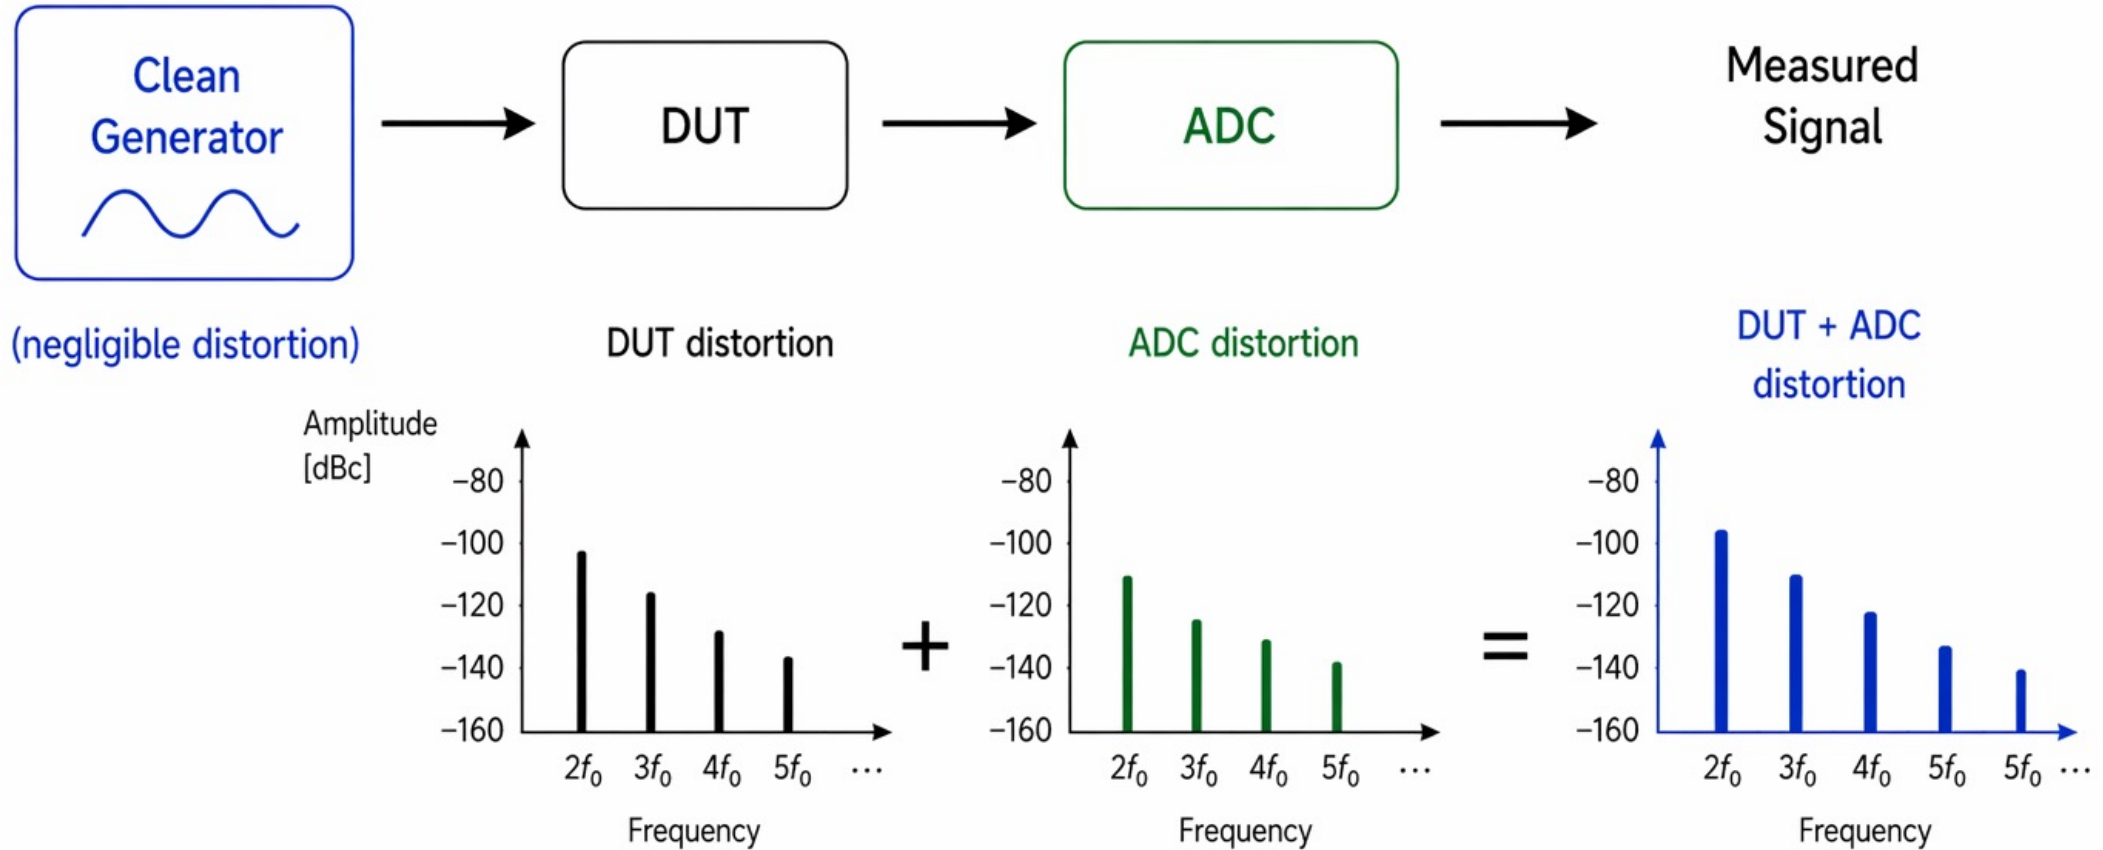 Clean
Generator
DUT
ADC
Measured
Signal
(negligible distortion)
DUT distortion
ADC distortion
DUT + ADC
distortion
Amplitude
[dBc]
−80
−100
−120
−140
−160
2f₀ 3f₀ 4f₀ 5f₀ ...
Frequency
+
−80
−100
−120
−140
−160
2f₀ 3f₀ 4f₀ 5f₀ ...
Frequency
=
−80
−100
−120
−140
−160
2f₀ 3f₀ 4f₀ 5f₀ 5f₀ ...
Frequency